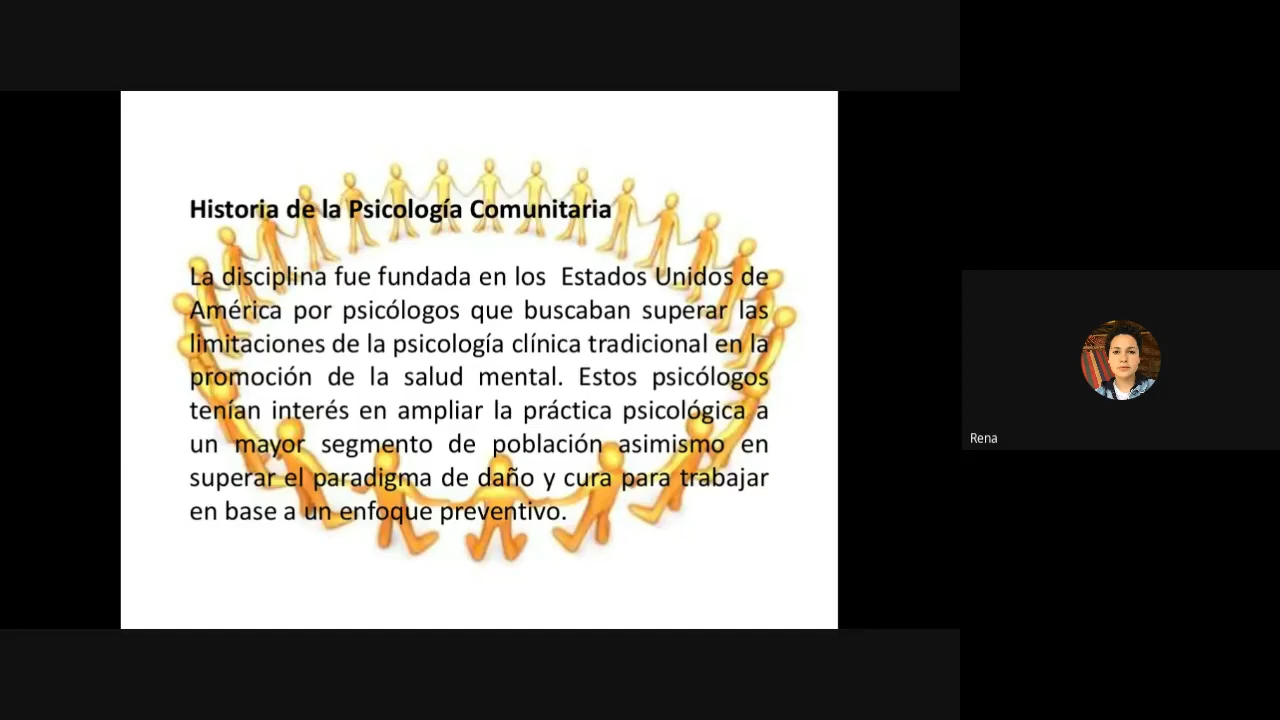 Historia de la Psicología Comunitaria
La disciplina fue fundada en los Estados Unidos de
América por psicólogos que buscaban superar las
limitaciones de la psicología clínica tradicional en la
promoción de la salud mental. Estos psicólogos
tenían interés en ampliar la práctica psicológica a
un mayor segmento de población asimismo en
superar el paradigma de daño y cura para trabajar
en base a un enfoque preventivo.
Rena